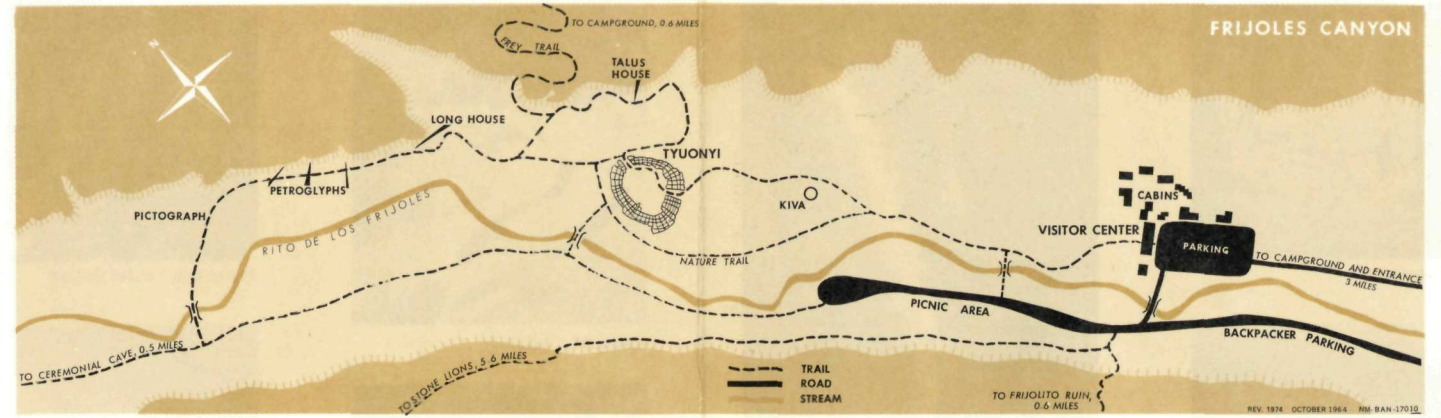 FRIJOLES CANYON
N
TO CAMPGROUND, 0.6 MILES
FREY TRAIL
TALUS
HOUSE
LONG HOUSE
TYUONYI
PETROGLYPHS
PICTOGRAPH
RITO DE LOS FRIJOLES
KIVA
NATURE TRAIL
CABINS
VISITOR CENTER
PARKING
TO CAMPGROUND AND ENTRANCE
3 MILES
PICNIC AREA
BACKPACKER PARKING
TO CEREMONIAL CAVE, 0.5 MILES
TO STONE LIONS, 5.6 MILES
TRAIL
ROAD
STREAM
TO FRIJOLITO RUIN,
0.6 MILES
REV. 1974 OCTOBER 1964 NM-BAN-17010